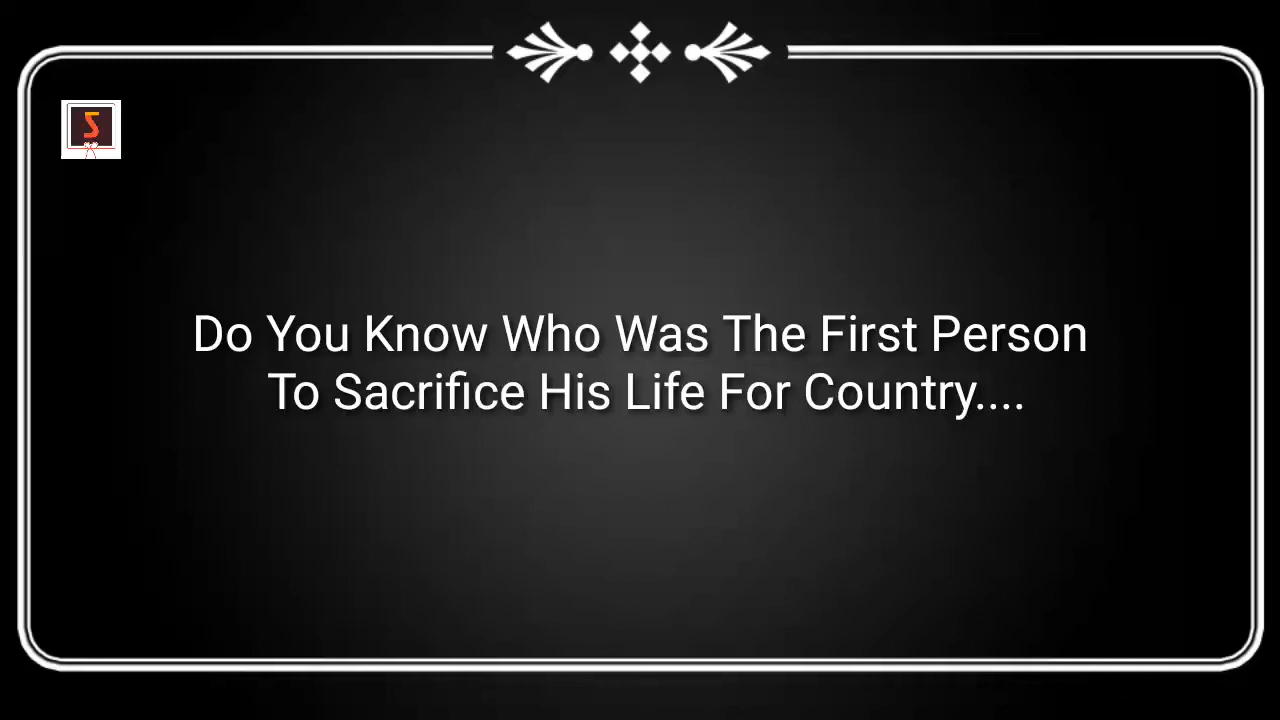 S
Do You Know Who Was The First Person
To Sacrifice His Life For Country....